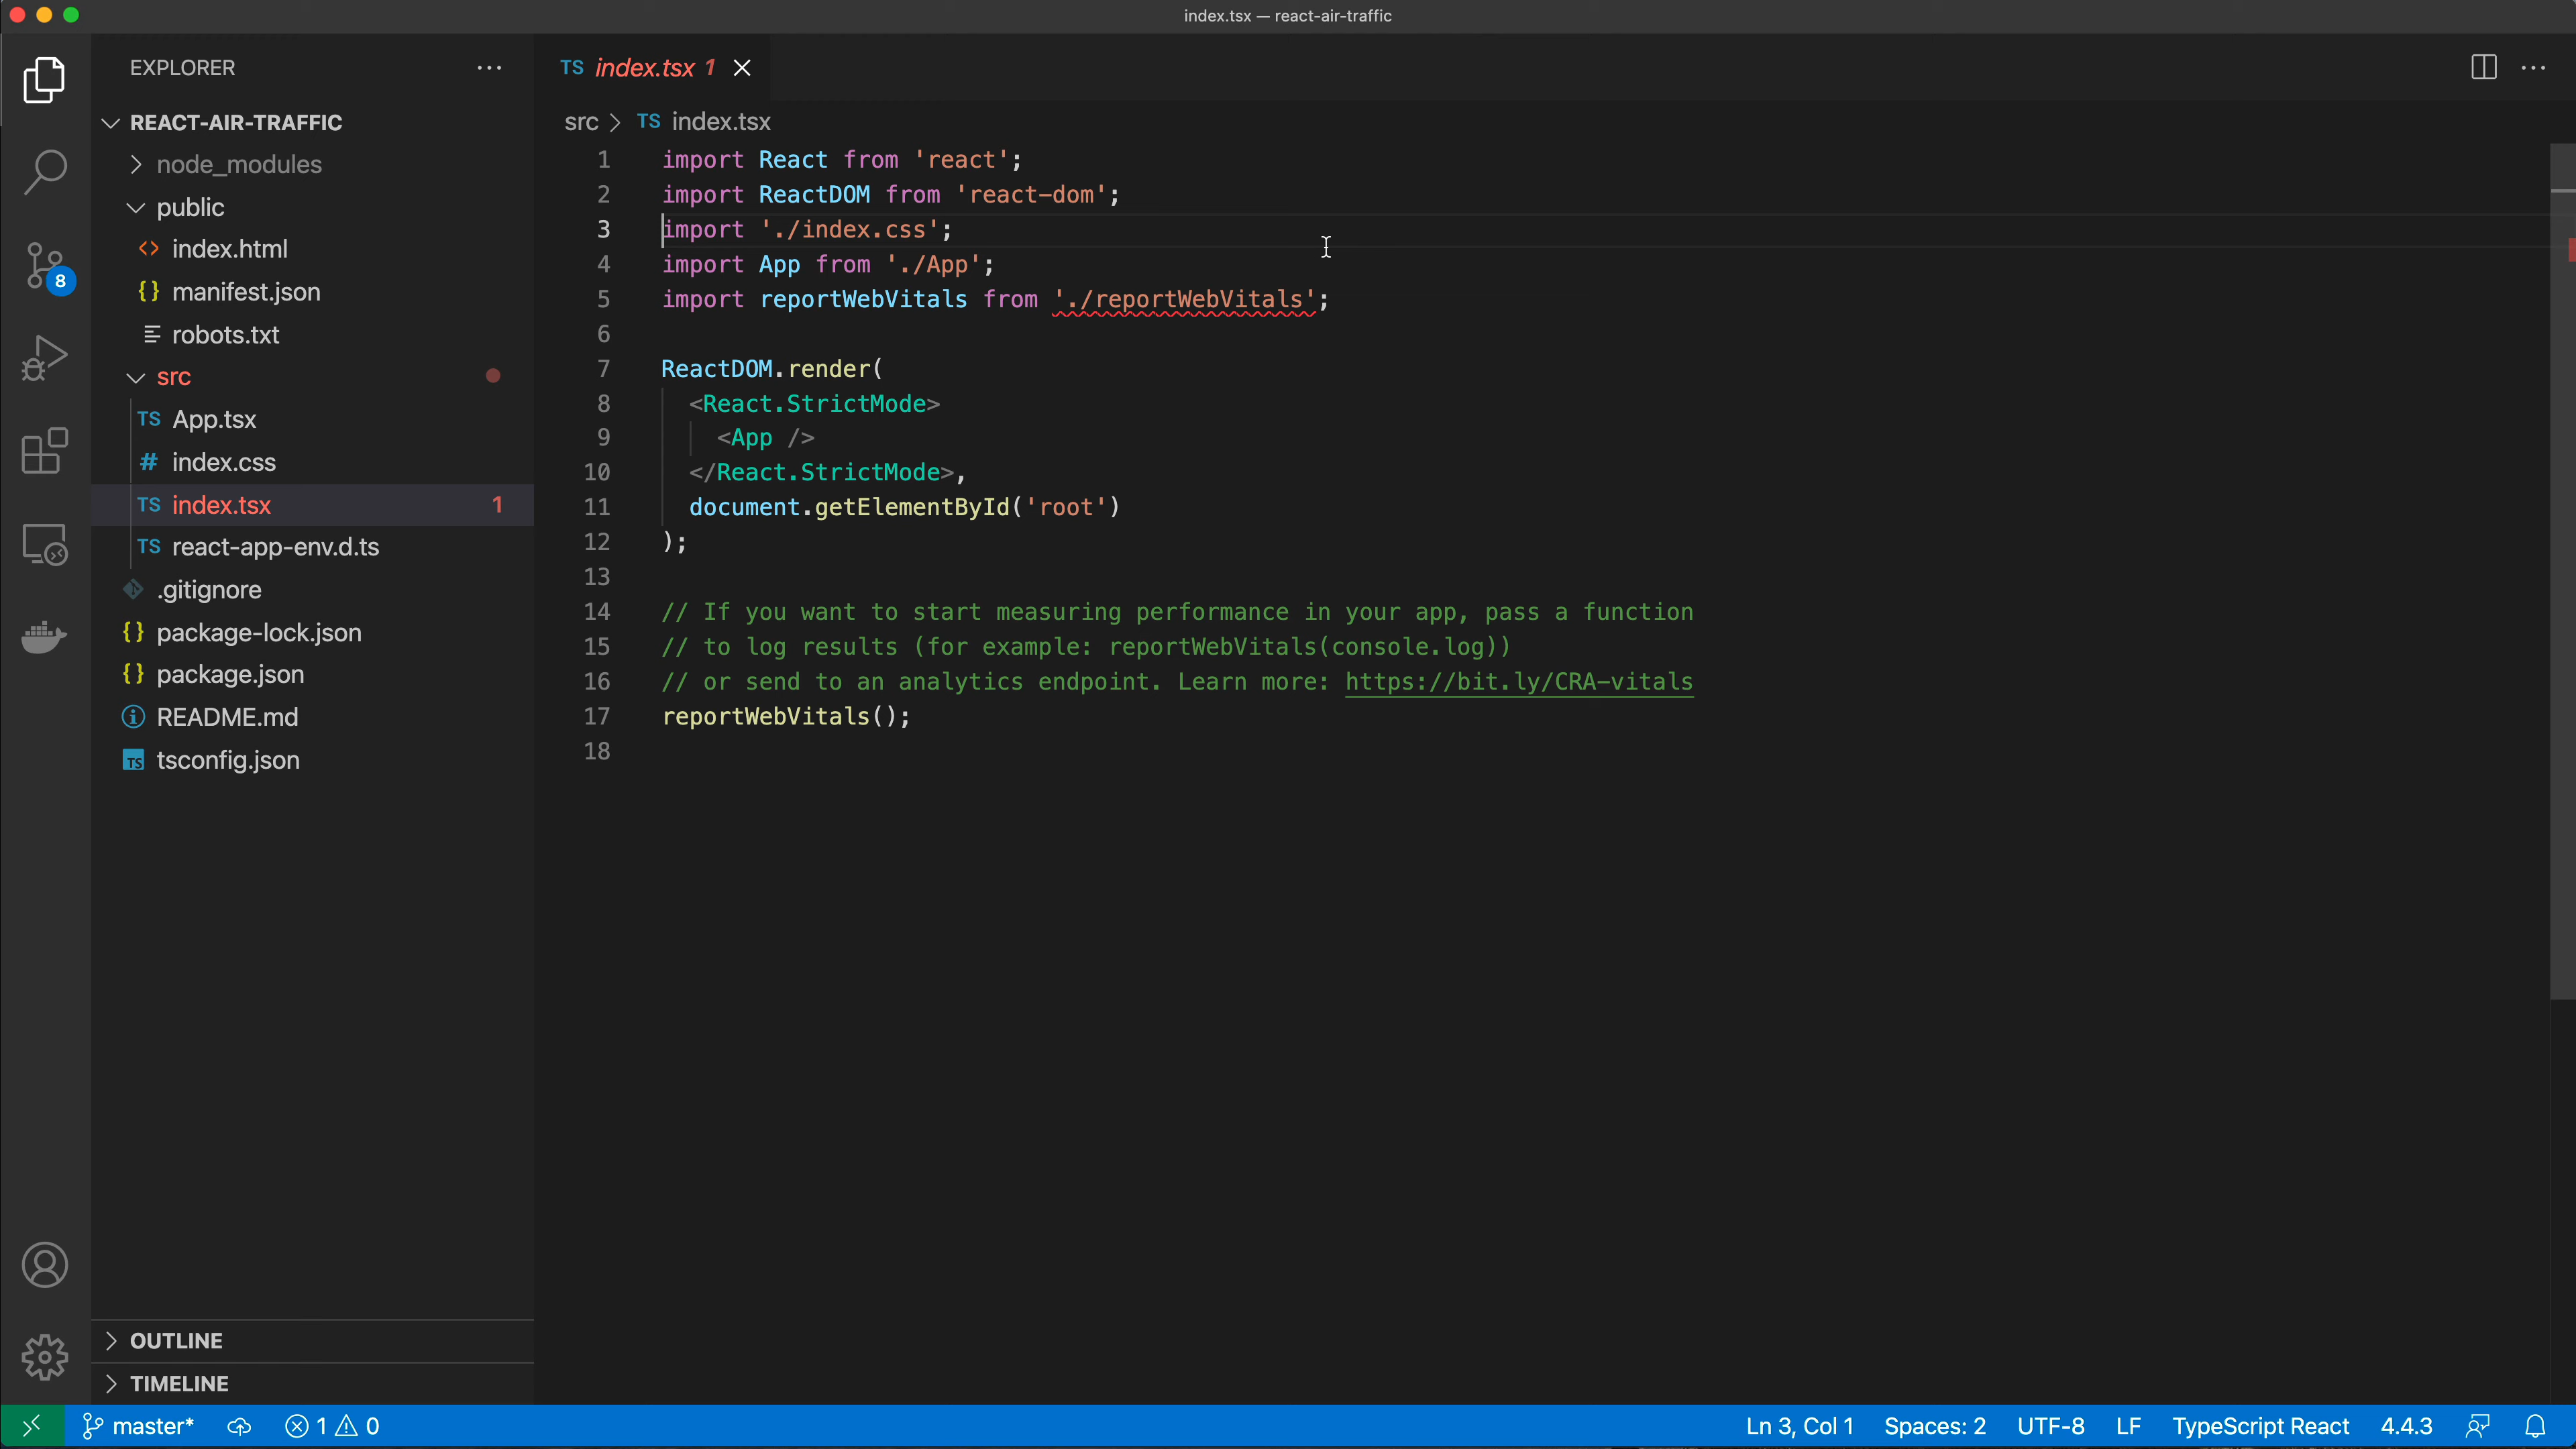 index.tsx — react-air-traffic
EXPLORER
REACT-AIR-TRAFFIC
node_modules
public
<> index.html
{} manifest.json
robots.txt
src
TS App.tsx
# index.css
TS index.tsx 1
TS react-app-env.d.ts
.gitignore
{} package-lock.json
{} package.json
README.md
TS tsconfig.json
OUTLINE
TIMELINE
8
TS index.tsx 1
src > TS index.tsx
1 import React from 'react';
2 import ReactDOM from 'react-dom';
3 import './index.css';
4 import App from './App';
5 import reportWebVitals from './reportWebVitals';
6
7 ReactDOM.render(
8 <React.StrictMode>
9 <App />
10 </React.StrictMode>,
11 document.getElementById('root')
12 );
13
14 // If you want to start measuring performance in your app, pass a function
15 // to log results (for example: reportWebVitals(console.log))
16 // or send to an analytics endpoint. Learn more: https://bit.ly/CRA-vitals
17 reportWebVitals();
18
master* 1 0 Ln 3, Col 1 Spaces: 2 UTF-8 LF TypeScript React 4.4.3